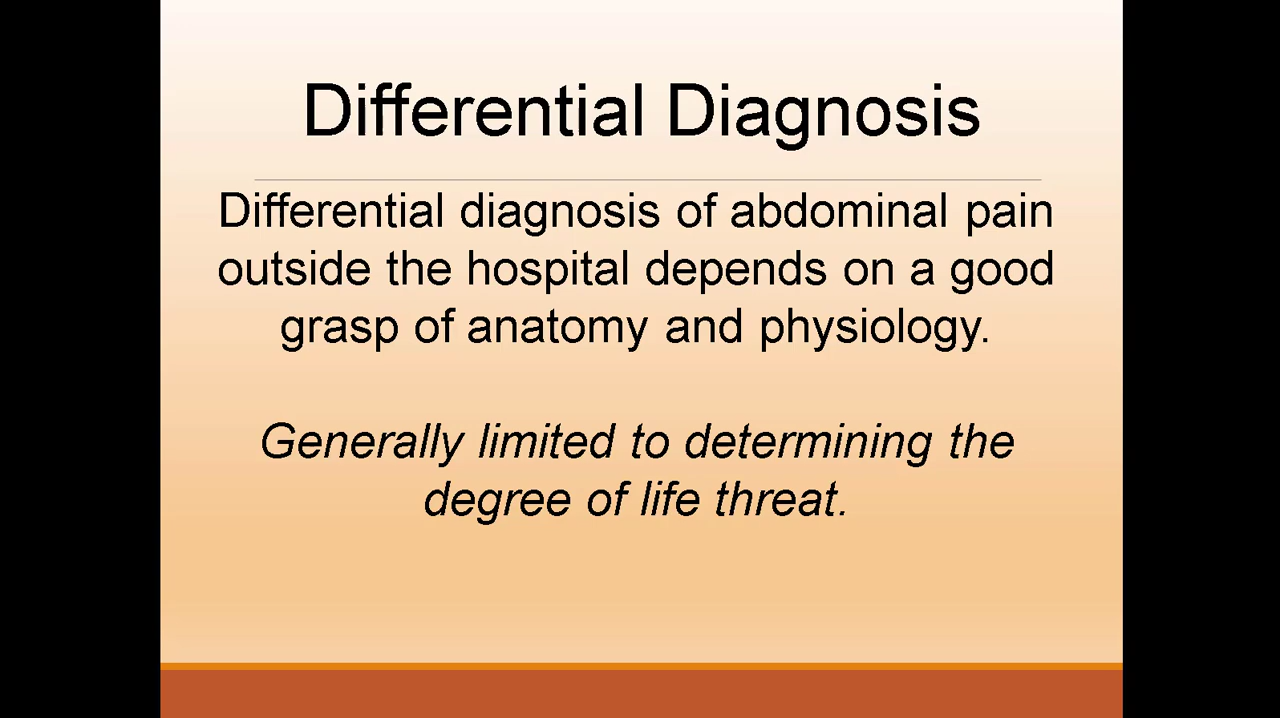 Differential Diagnosis
Differential diagnosis of abdominal pain
outside the hospital depends on a good
grasp of anatomy and physiology.
Generally limited to determining the
degree of life threat.